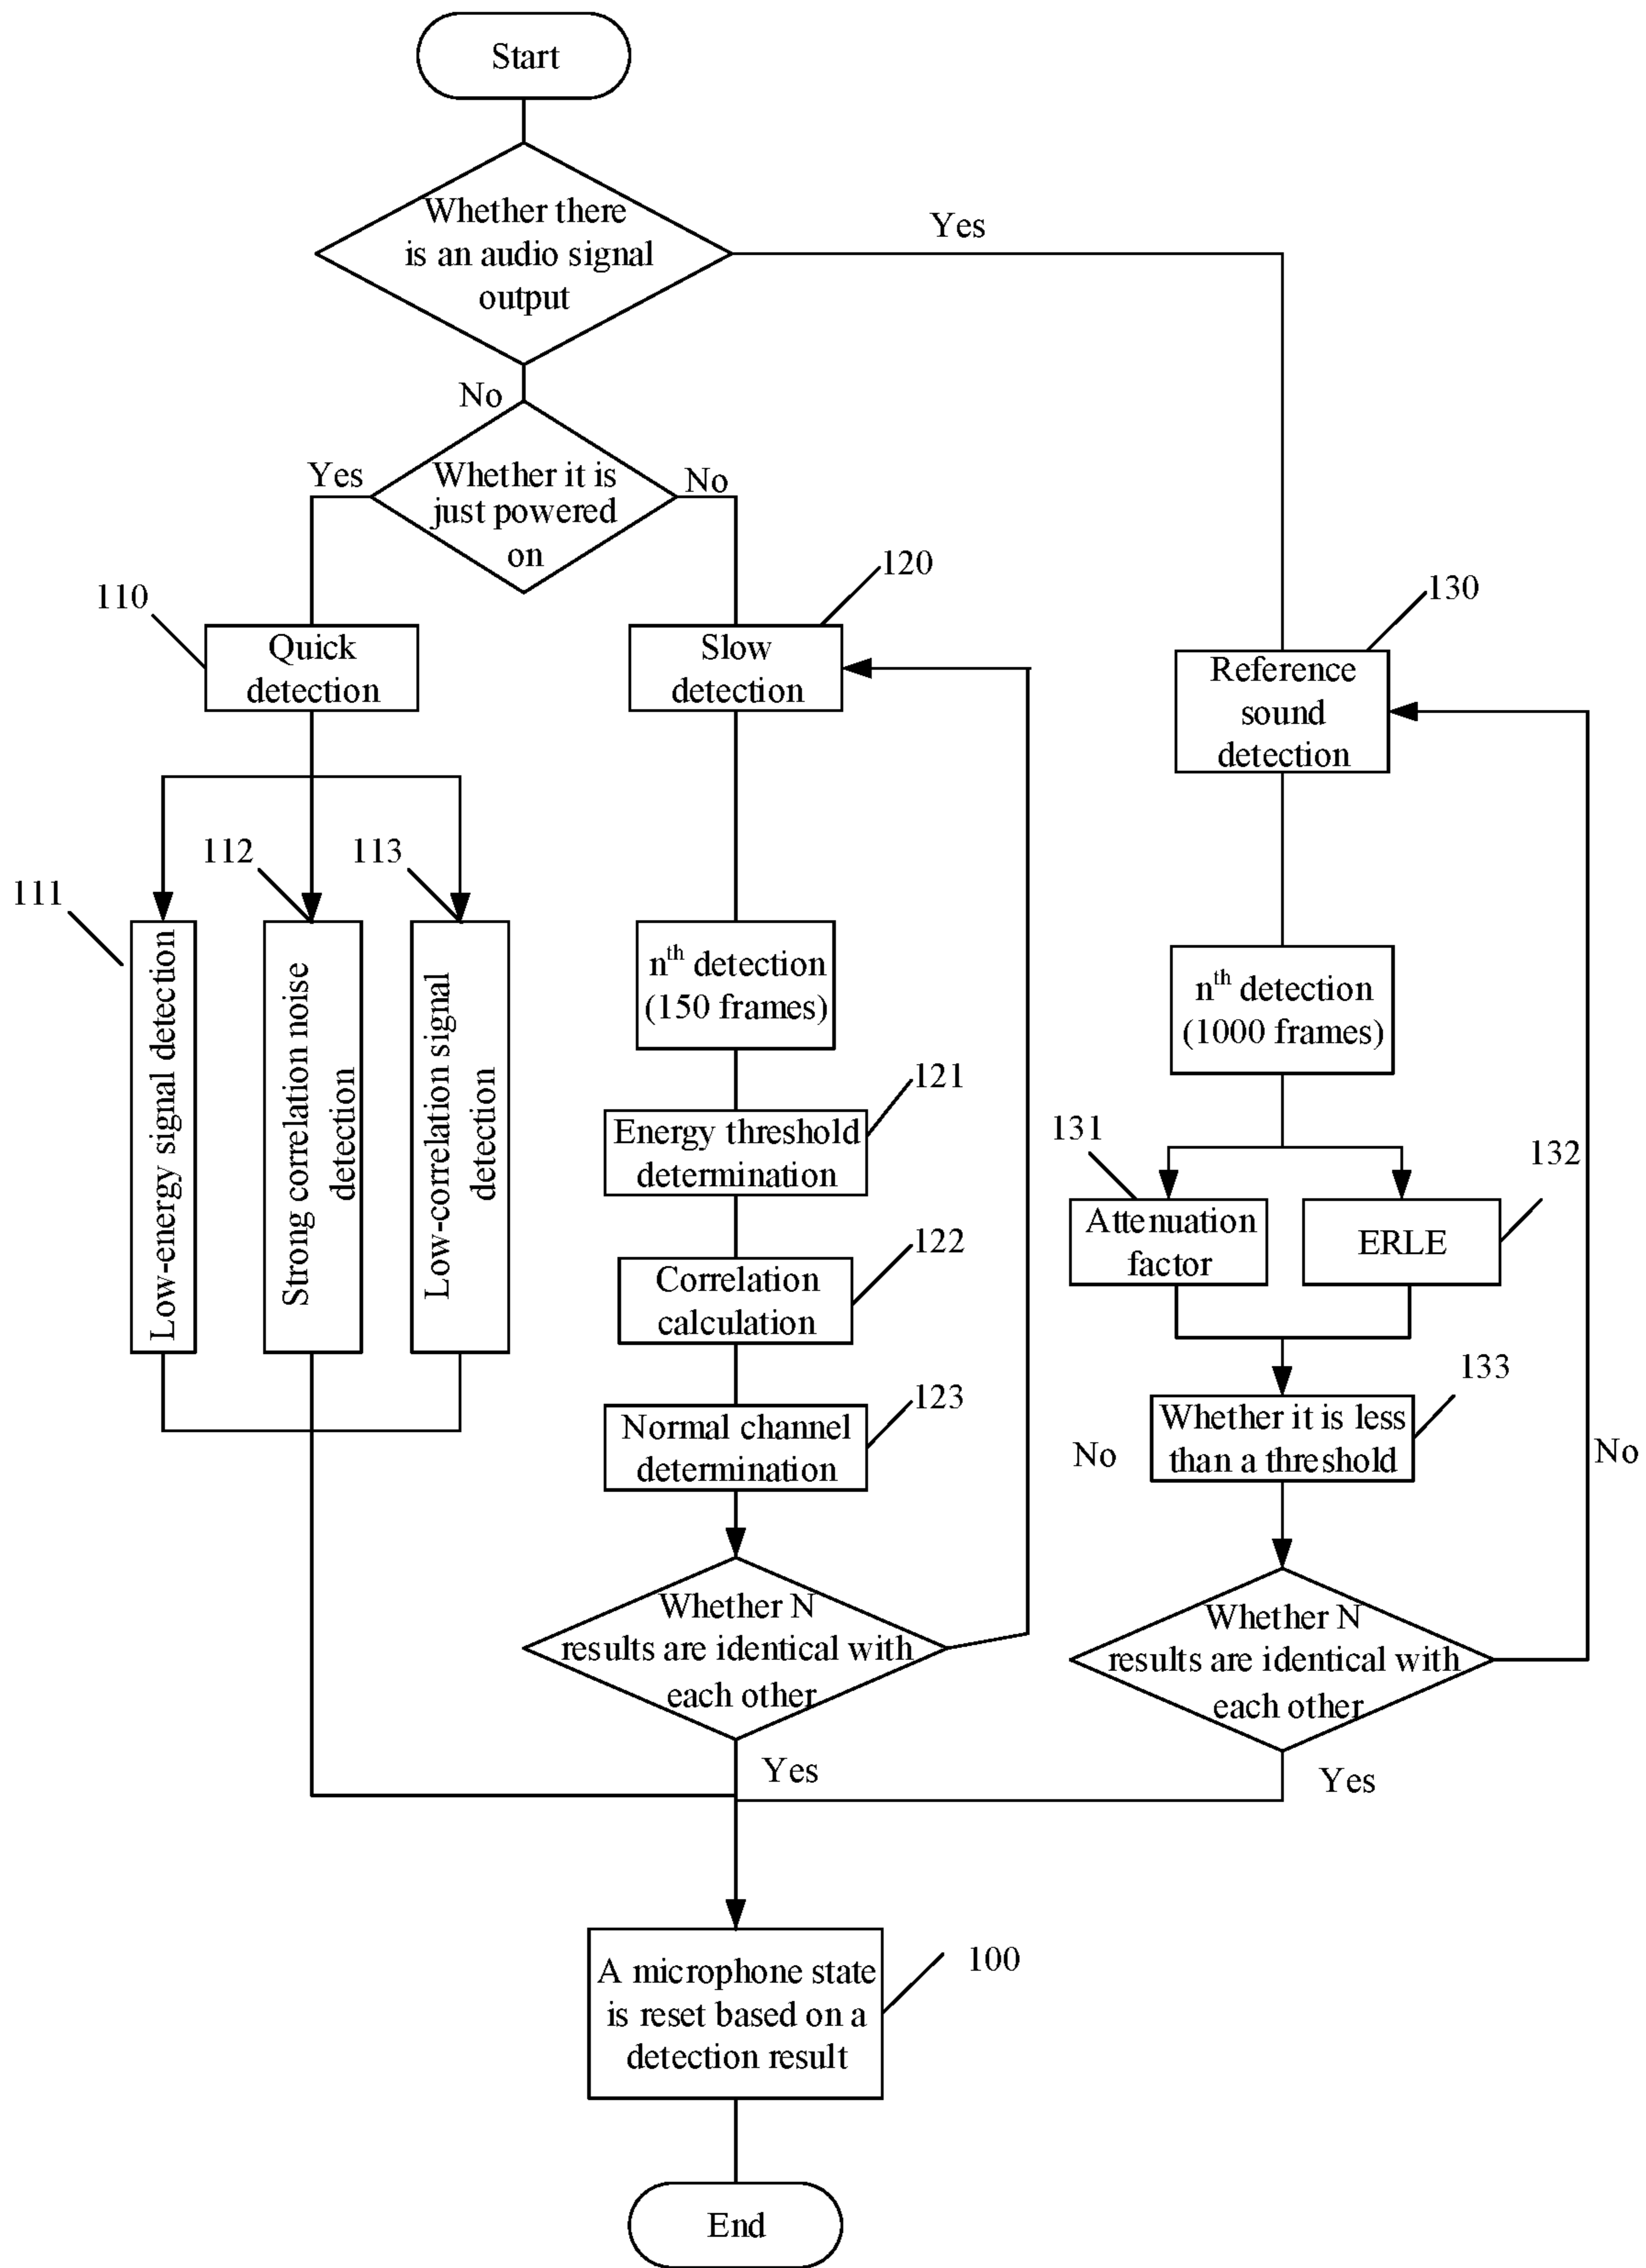 Start
Whether there
is an audio signal
output
Yes
No
Whether it is
just powered
on
Yes
No
110
Quick
detection
120
Slow
detection
130
Reference
sound
detection
111
Low-energy signal detection
112
Strong correlation noise
detection
113
Low-correlation signal
detection
nth detection
(150 frames)
121
Energy threshold
determination
122
Correlation
calculation
123
Normal channel
determination
Whether N
results are identical with
each other
No
Yes
nth detection
(1000 frames)
131
Attenuation
factor
132
ERLE
133
Whether it is less
than a threshold
Whether N
results are identical with
each other
No
Yes
A microphone state
is reset based on a
detection result
100
End